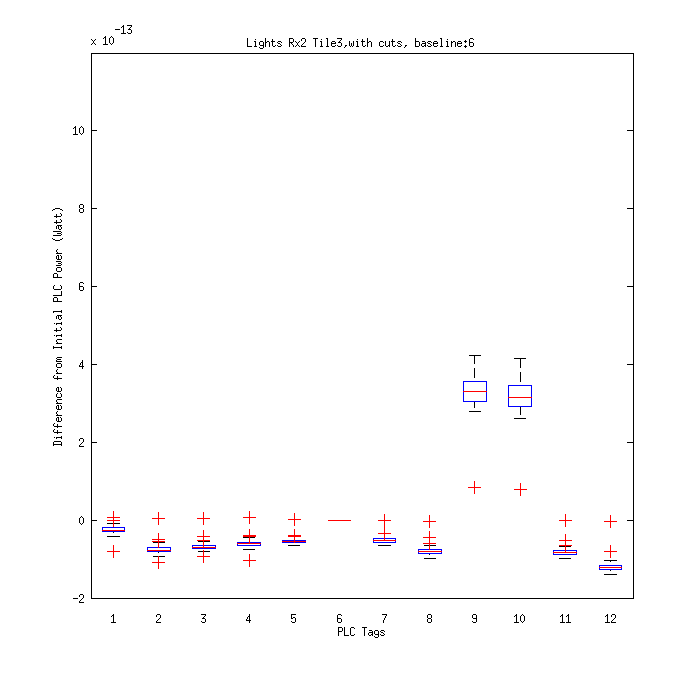 x 10^-13
Lights Rx2 Tile3,with cuts, baseline:6
10
8
6
4
2
0
-2
Difference from Initial PLC Power (Watt)
1 2 3 4 5 6 7 8 9 10 11 12
PLC Tags